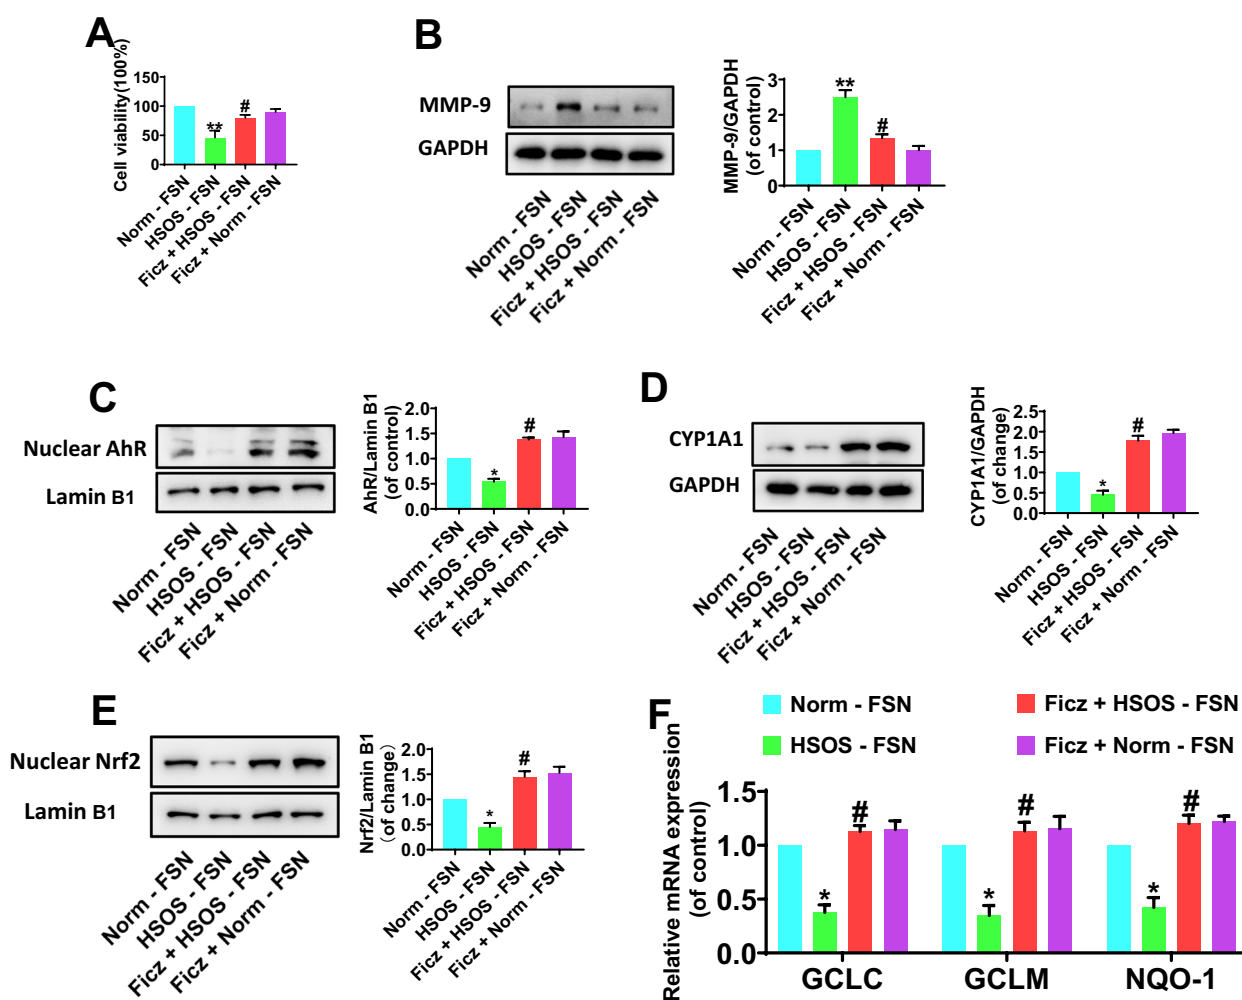 A
Cell viability(100%)
150
100
50
0
**
#
Norm - FSN
HSOS - FSN
Ficz + HSOS - FSN
Ficz + Norm - FSN
B
MMP-9
GAPDH
Norm - FSN
HSOS - FSN
Ficz + HSOS - FSN
Ficz + Norm - FSN
MMP-9/GAPDH
(of control)
3
2
1
0
**
#
Norm - FSN
HSOS - FSN
Ficz + HSOS - FSN
Ficz + Norm - FSN
C
Nuclear AhR
Lamin B1
Norm - FSN
HSOS - FSN
Ficz + HSOS - FSN
Ficz + Norm - FSN
AhR/Lamin B1
(of control)
2.0
1.5
1.0
0.5
0.0
*
#
Norm - FSN
HSOS - FSN
Ficz + HSOS - FSN
Ficz + Norm - FSN
D
CYP1A1
GAPDH
Norm - FSN
HSOS - FSN
Ficz + HSOS - FSN
Ficz + Norm - FSN
CYP1A1/GAPDH
(of change)
2.5
2.0
1.5
1.0
0.5
0.0
*
#
Norm - FSN
HSOS - FSN
Ficz + HSOS - FSN
Ficz + Norm - FSN
E
Nuclear Nrf2
Lamin B1
Norm - FSN
HSOS - FSN
Ficz + HSOS - FSN
Ficz + Norm - FSN
Nrf2/Lamin B1
(of change)
2.0
1.5
1.0
0.5
0.0
*
#
Norm - FSN
HSOS - FSN
Ficz + HSOS - FSN
Ficz + Norm - FSN
F
Norm - FSN
HSOS - FSN
Ficz + HSOS - FSN
Ficz + Norm - FSN
Relative mRNA expression
(of control)
1.5
1.0
0.5
0.0
*
#
*
#
*
#
GCLC
GCLM
NQO-1